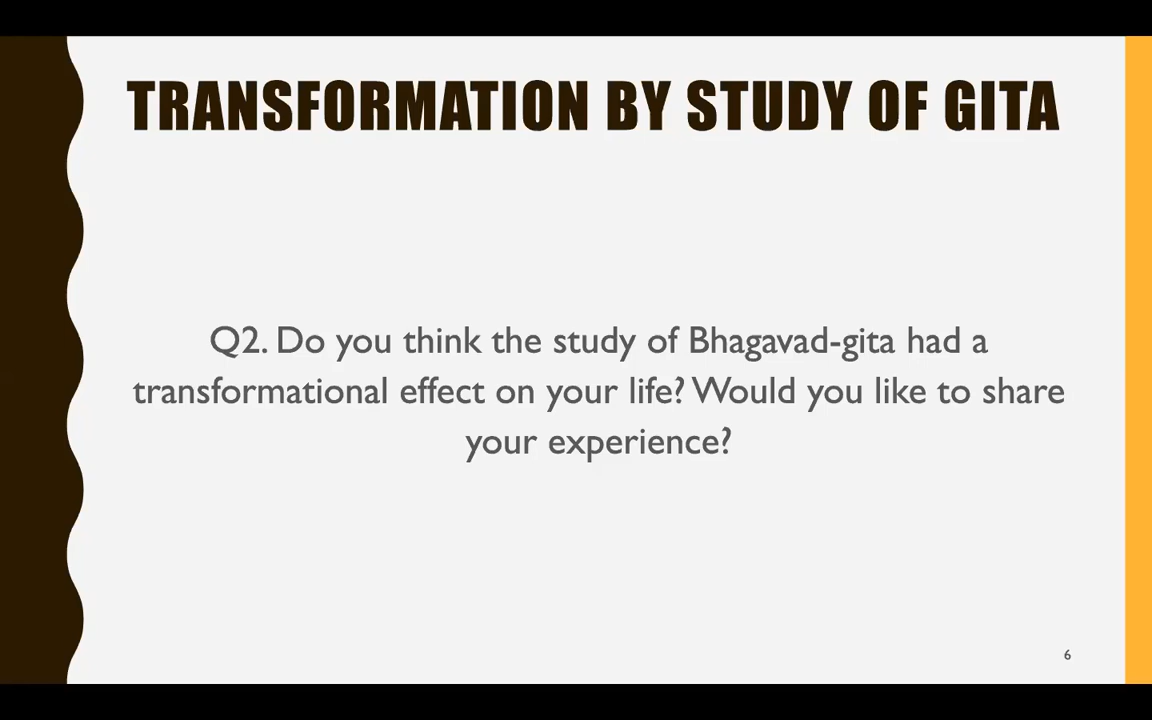 TRANSFORMATION BY STUDY OF GITA
Q2. Do you think the study of Bhagavad-gita had a
transformational effect on your life? Would you like to share
your experience?
6